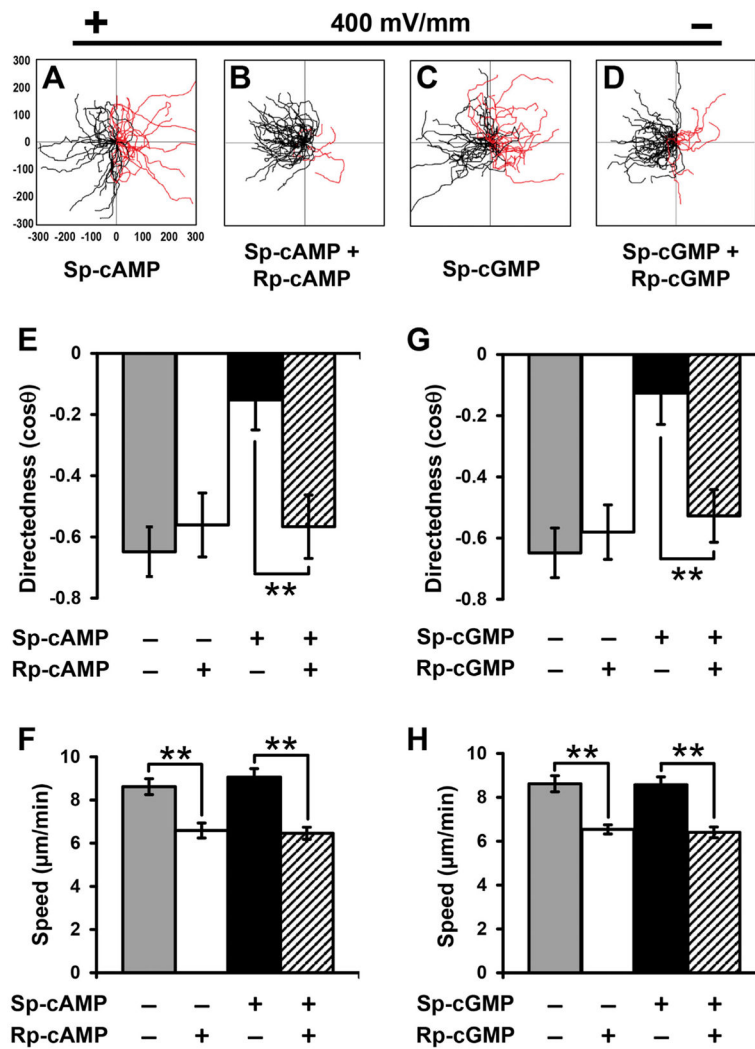 + 400 mV/mm −
A B C D
300
200
100
0
-100
-200
-300
-300 -200 -100 0 100 200 300
Sp-cAMP
Sp-cAMP +
Rp-cAMP
Sp-cGMP
Sp-cGMP +
Rp-cGMP
E
0
-0.2
-0.4
-0.6
-0.8
Directedness (cosθ)
**
Sp-cAMP − − + +
Rp-cAMP − + − +
G
0
-0.2
-0.4
-0.6
-0.8
Directedness (cosθ)
**
Sp-cGMP − − + +
Rp-cGMP − + − +
F
10
8
6
4
2
0
Speed (µm/min)
** **
Sp-cAMP − − + +
Rp-cAMP − + − +
H
10
8
6
4
2
0
Speed (µm/min)
** **
Sp-cGMP − − + +
Rp-cGMP − + − +